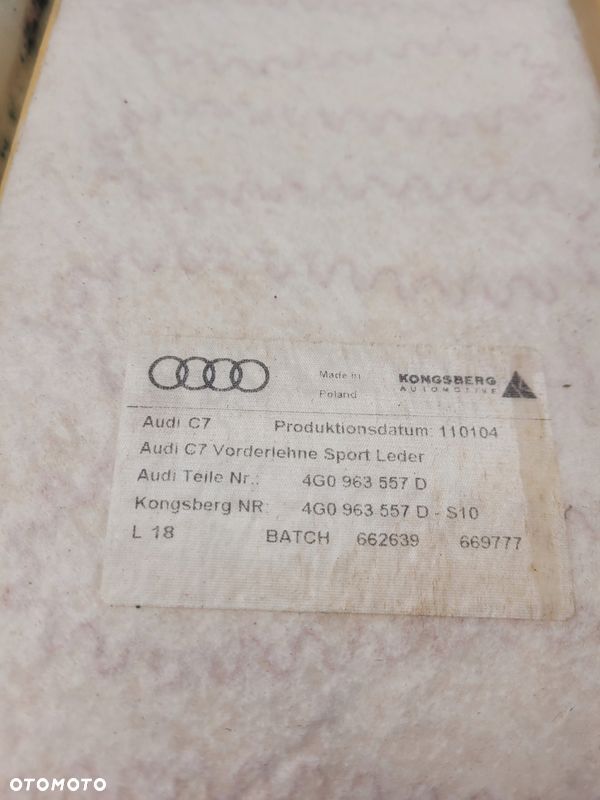 Made in
Poland
KONGSBERG
AUTOMOTIVE
Audi C7 Produktionsdatum: 110104
Audi C7 Vorderlehne Sport Leder
Audi Teile Nr.: 4G0 963 557 D
Kongsberg NR: 4G0 963 557 D - S10
L 18 BATCH 662639 669777
OTOMOTO